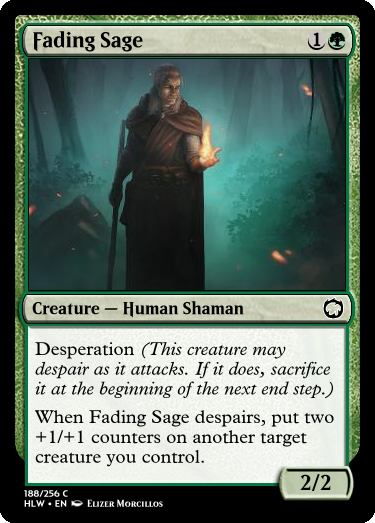 Fading Sage 1
Creature — Human Shaman
Desperation (This creature may
despair as it attacks. If it does, sacrifice
it at the beginning of the next end step.)
When Fading Sage despairs, put two
+1/+1 counters on another target
creature you control.
2/2
188/256 C
HLW • EN Elizer Morcillos